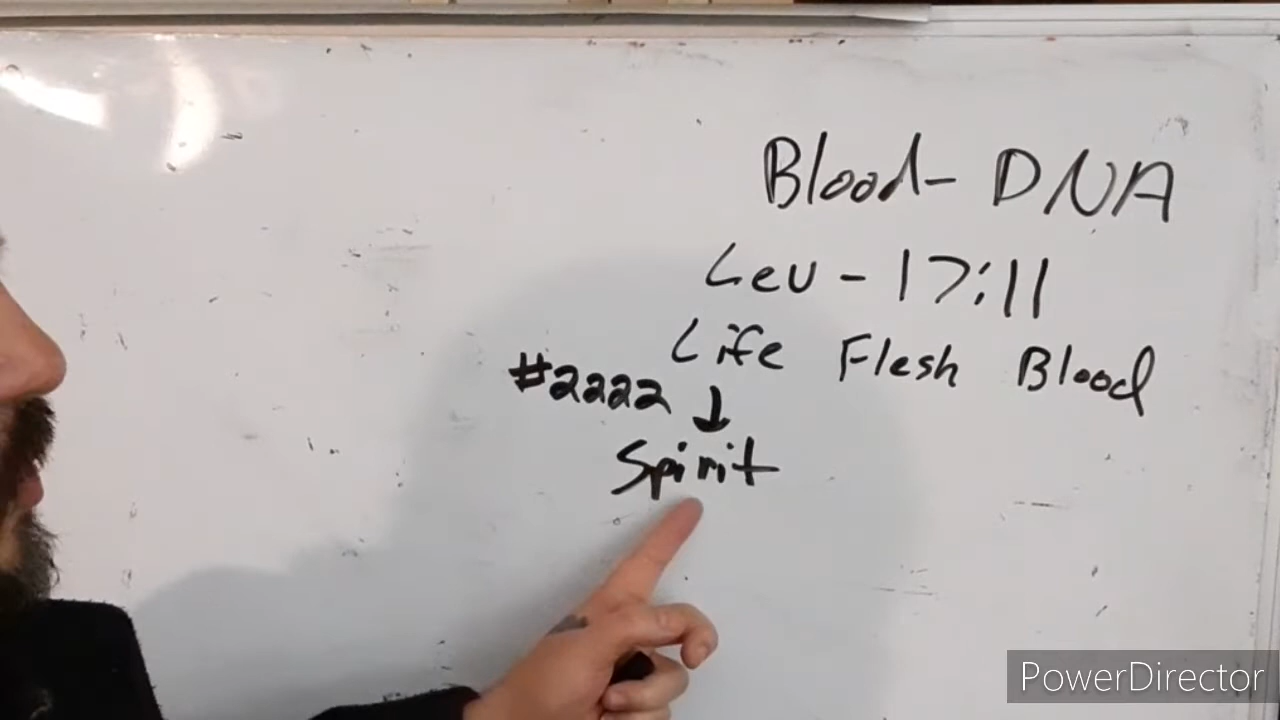 Blood- DNA
Lev - 17:11
Life Flesh Blood
#2222 ↓
Spirit
PowerDirector